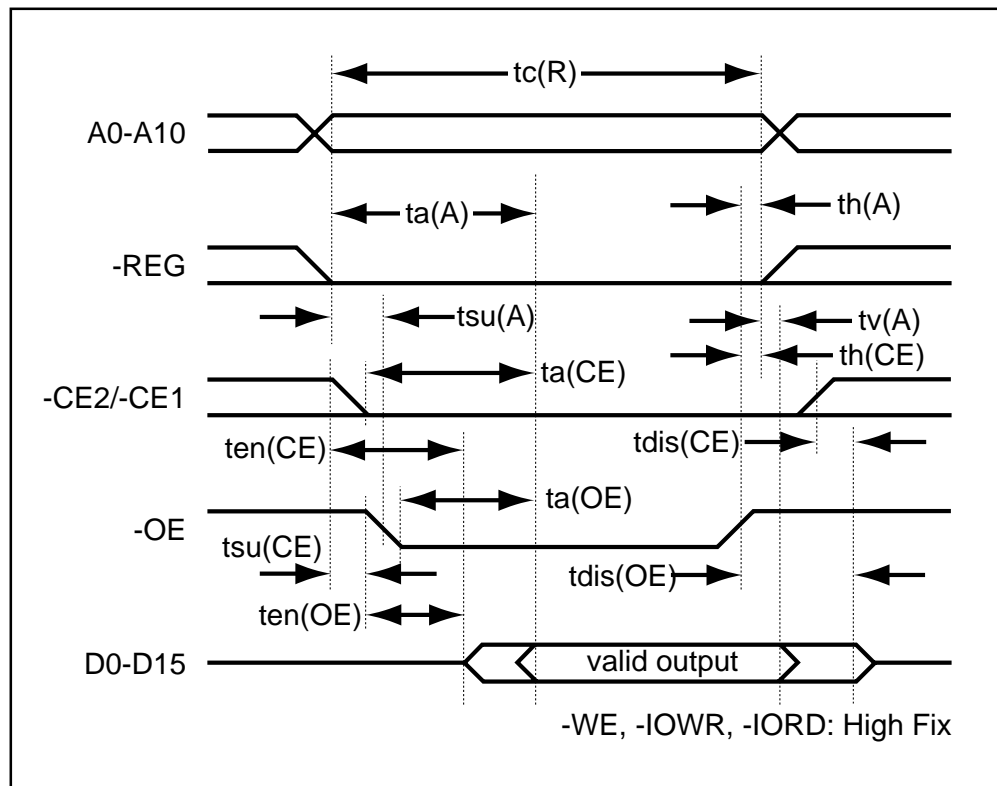 tc(R)
A0-A10
ta(A)
th(A)
-REG
tsu(A)
tv(A)
th(CE)
ta(CE)
-CE2/-CE1
ten(CE)
tdis(CE)
ta(OE)
-OE
tsu(CE)
tdis(OE)
ten(OE)
D0-D15
valid output
-WE, -IOWR, -IORD: High Fix